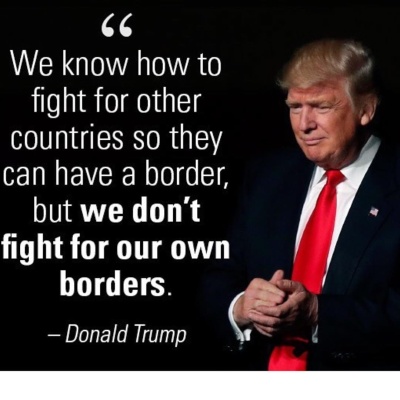 “
We know how to
fight for other
countries so they
can have a border,
but we don’t
fight for our own
borders.
– Donald Trump